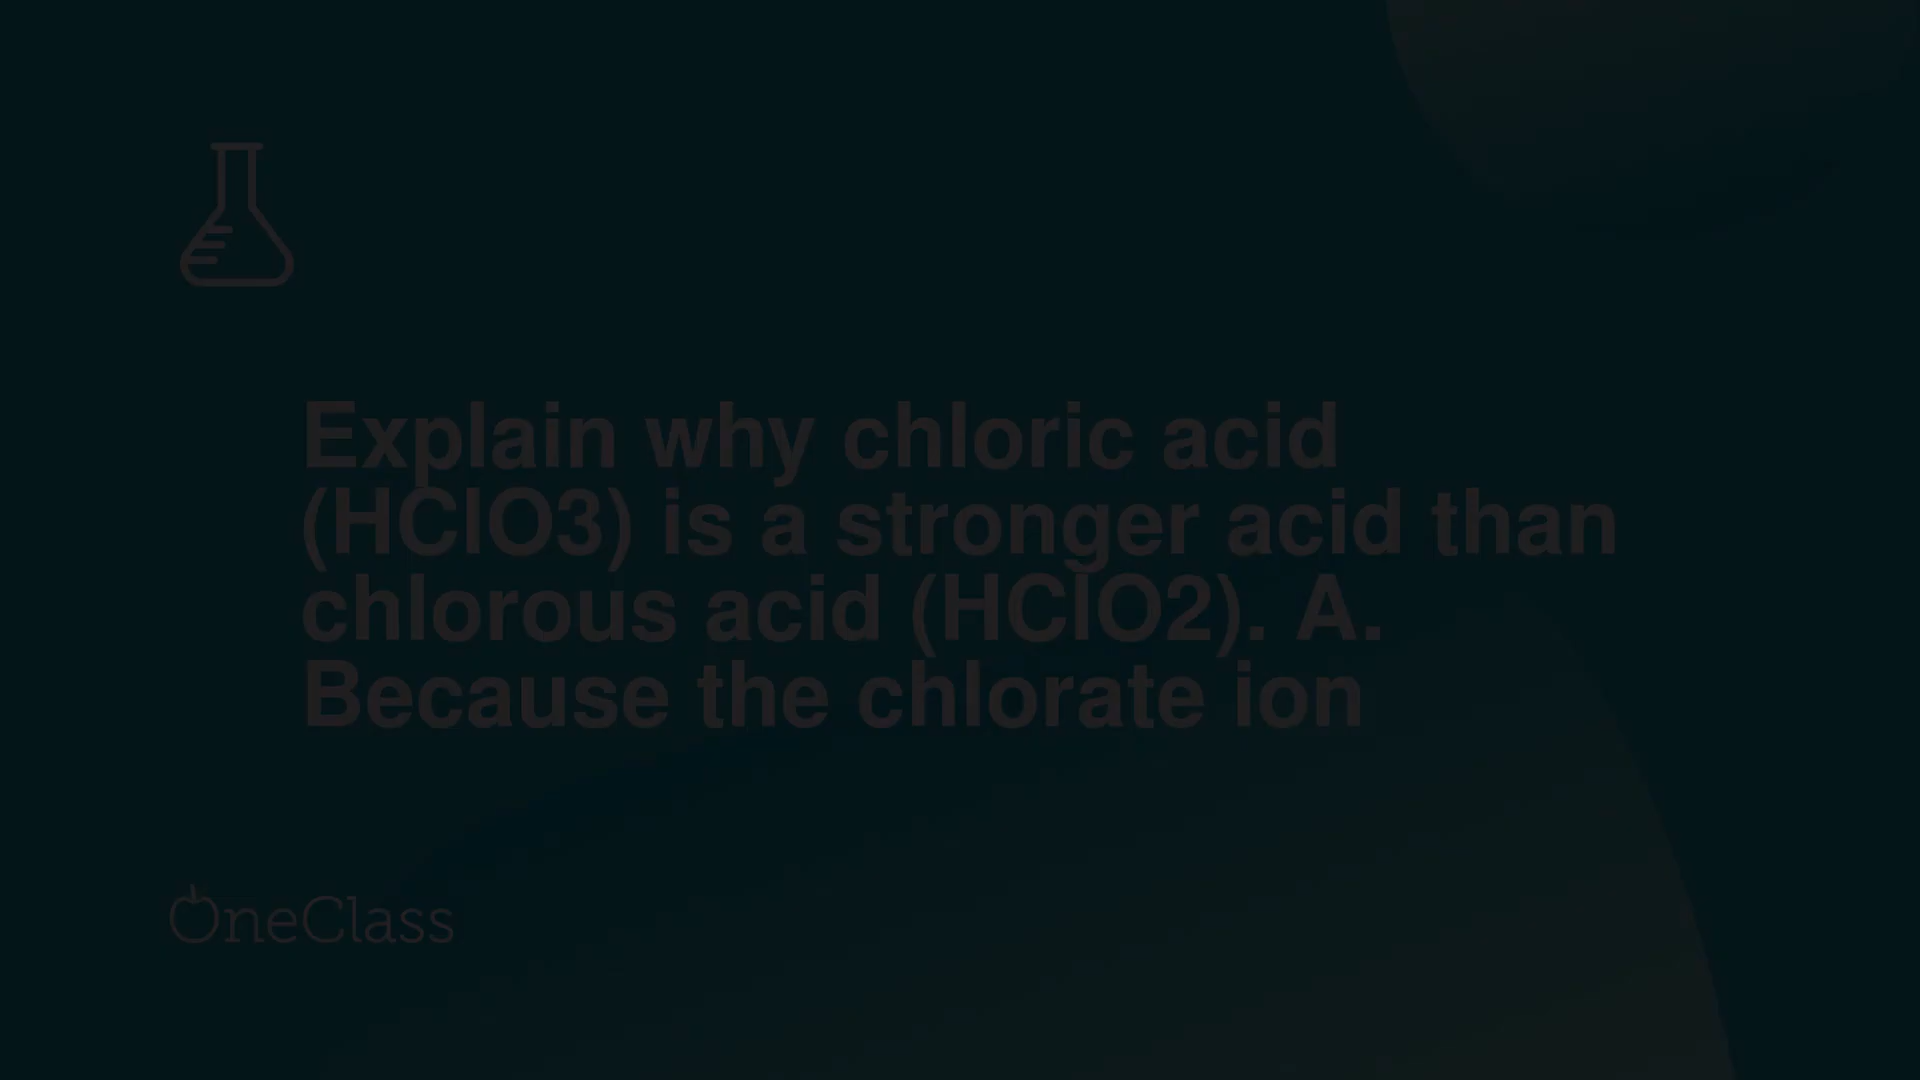 Explain why chloric acid
(HClO3) is a stronger acid than
chlorous acid (HClO2). A.
Because the chlorate ion
OneClass